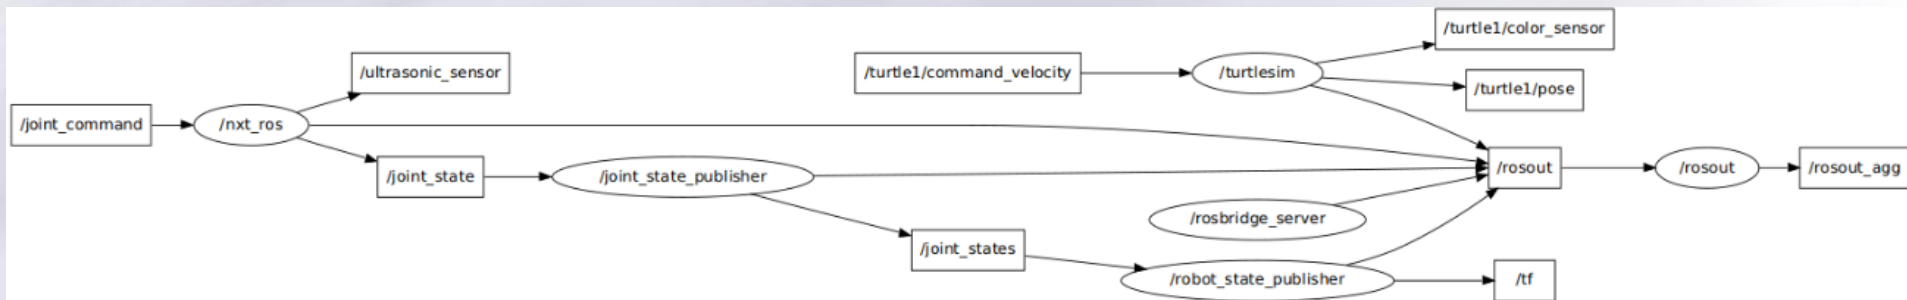 /turtle1/color_sensor
/ultrasonic_sensor
/turtle1/command_velocity
/turtlesim
/turtle1/pose
/joint_command
/nxt_ros
/joint_state
/joint_state_publisher
/rosout
/rosout
/rosout_agg
/rosbridge_server
/joint_states
/robot_state_publisher
/tf